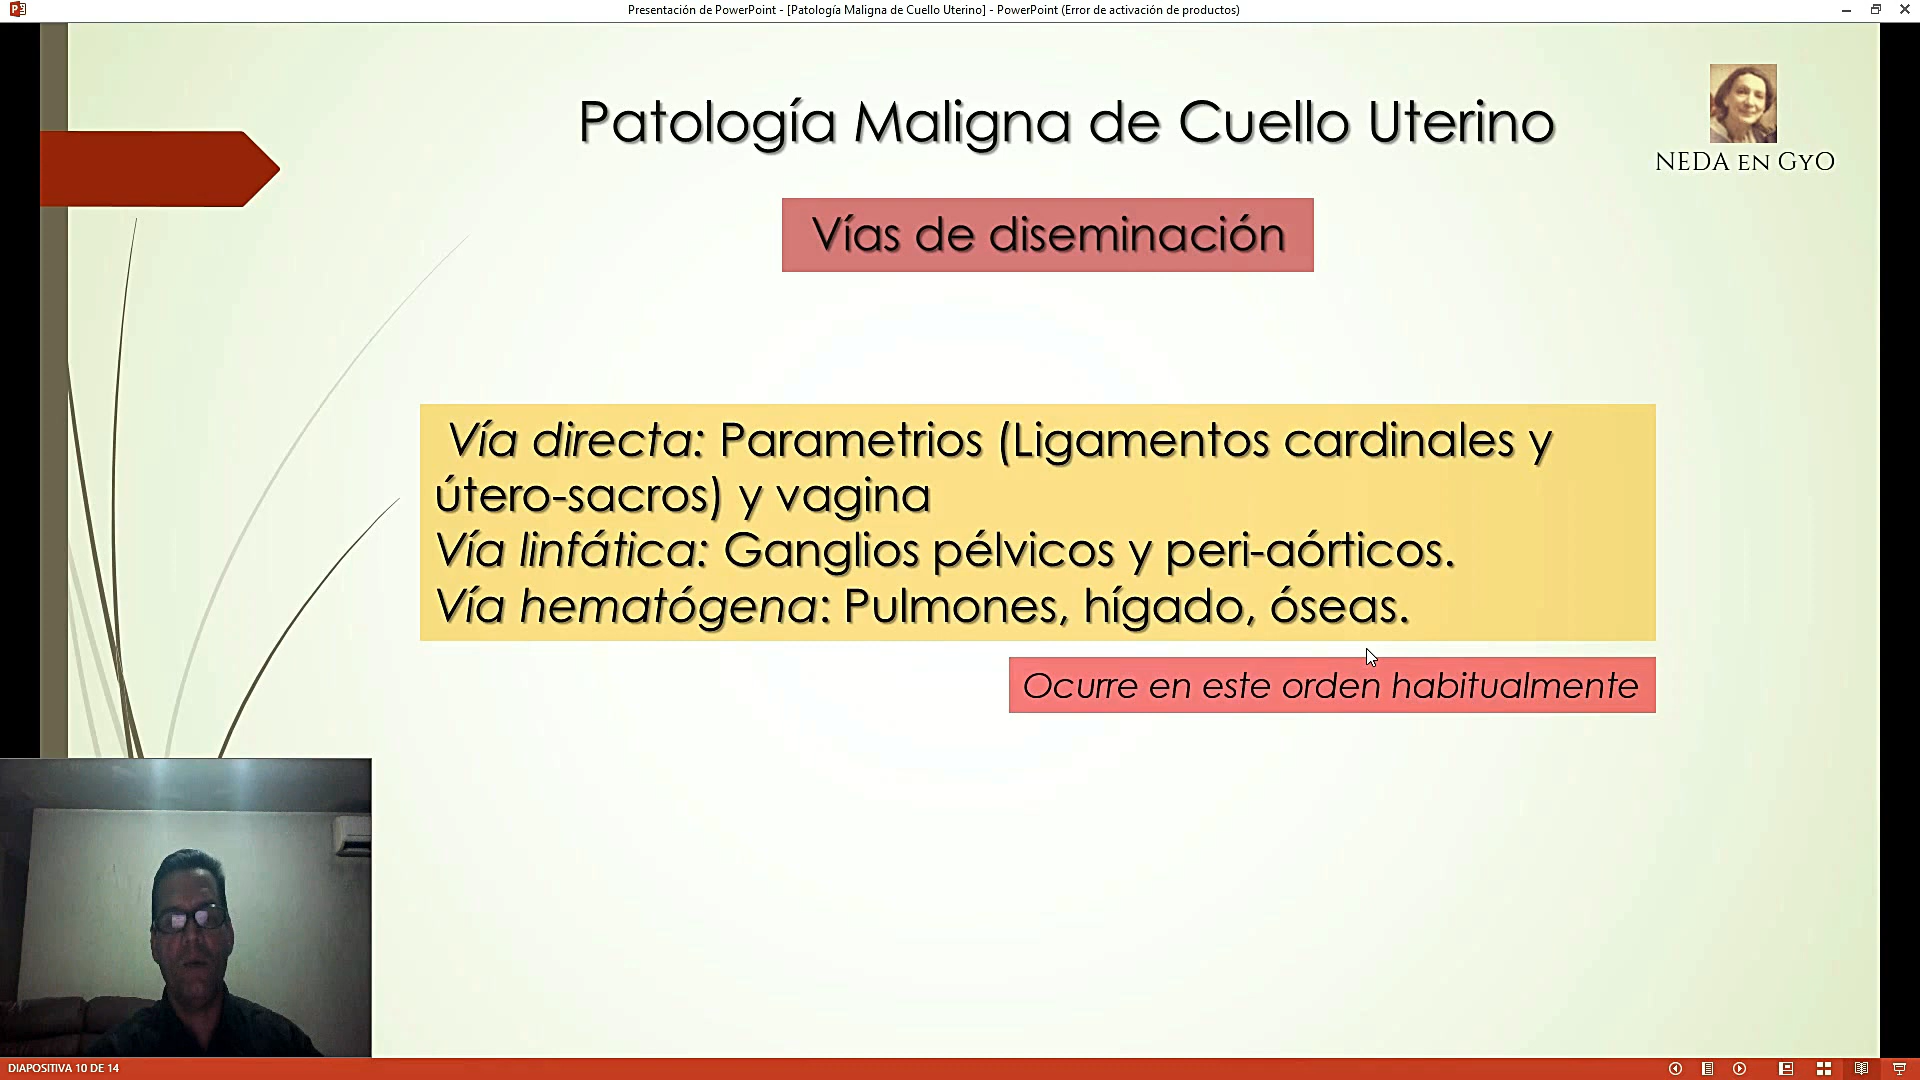 Presentación de PowerPoint - [Patología Maligna de Cuello Uterino] - PowerPoint (Error de activación de productos)
Patología Maligna de Cuello Uterino
NEDA EN GYO
Vías de diseminación
Vía directa: Parametrios (Ligamentos cardinales y
útero-sacros) y vagina
Vía linfática: Ganglios pélvicos y peri-aórticos.
Vía hematógena: Pulmones, hígado, óseas.
Ocurre en este orden habitualmente
DIAPOSITIVA 10 DE 14